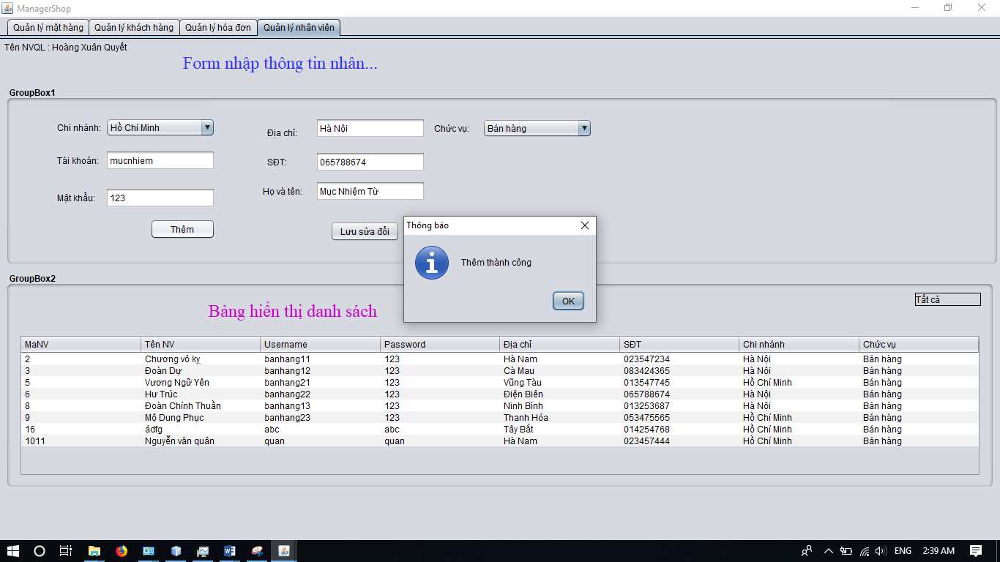 ManagerShop
Quản lý mặt hàng Quản lý khách hàng Quản lý hóa đơn Quản lý nhân viên
Tên NVQL : Hoàng Xuân Quyết
Form nhập thông tin nhân...
GroupBox1
Chi nhánh: Hồ Chí Minh Địa chỉ: Hà Nội Chức vụ: Bán hàng
Tài khoản: mucnhiem SĐT: 065788674
Mật khẩu: 123 Họ và tên: Mục Nhiệm Từ
Thêm Lưu sửa đổi
Thông báo
Thêm thành công
OK
GroupBox2
Tất cả
Bảng hiển thị danh sách
MaNV Tên NV Username Password Địa chỉ SĐT Chi nhánh Chức vụ
2 Chương vô kỵ banhang11 123 Hà Nam 023547234 Hà Nội Bán hàng
3 Đoàn Dự banhang12 123 Cà Mau 083424365 Hà Nội Bán hàng
5 Vương Ngữ Yên banhang21 123 Vũng Tàu 013547745 Hồ Chí Minh Bán hàng
6 Hư Trúc banhang22 123 Điện Biên 065788674 Hà Nội Bán hàng
8 Đoàn Chính Thuần banhang13 123 Ninh Bình 013253687 Hà Nội Bán hàng
9 Mộ Dung Phục banhang23 123 Thanh Hóa 053475565 Hồ Chí Minh Bán hàng
16 ádfg abc abc Tây Bắt 014254768 Hồ Chí Minh Bán hàng
1011 Nguyễn văn quân quan quan Hà Nam 023457444 Hồ Chí Minh Bán hàng
ENG 2:39 AM